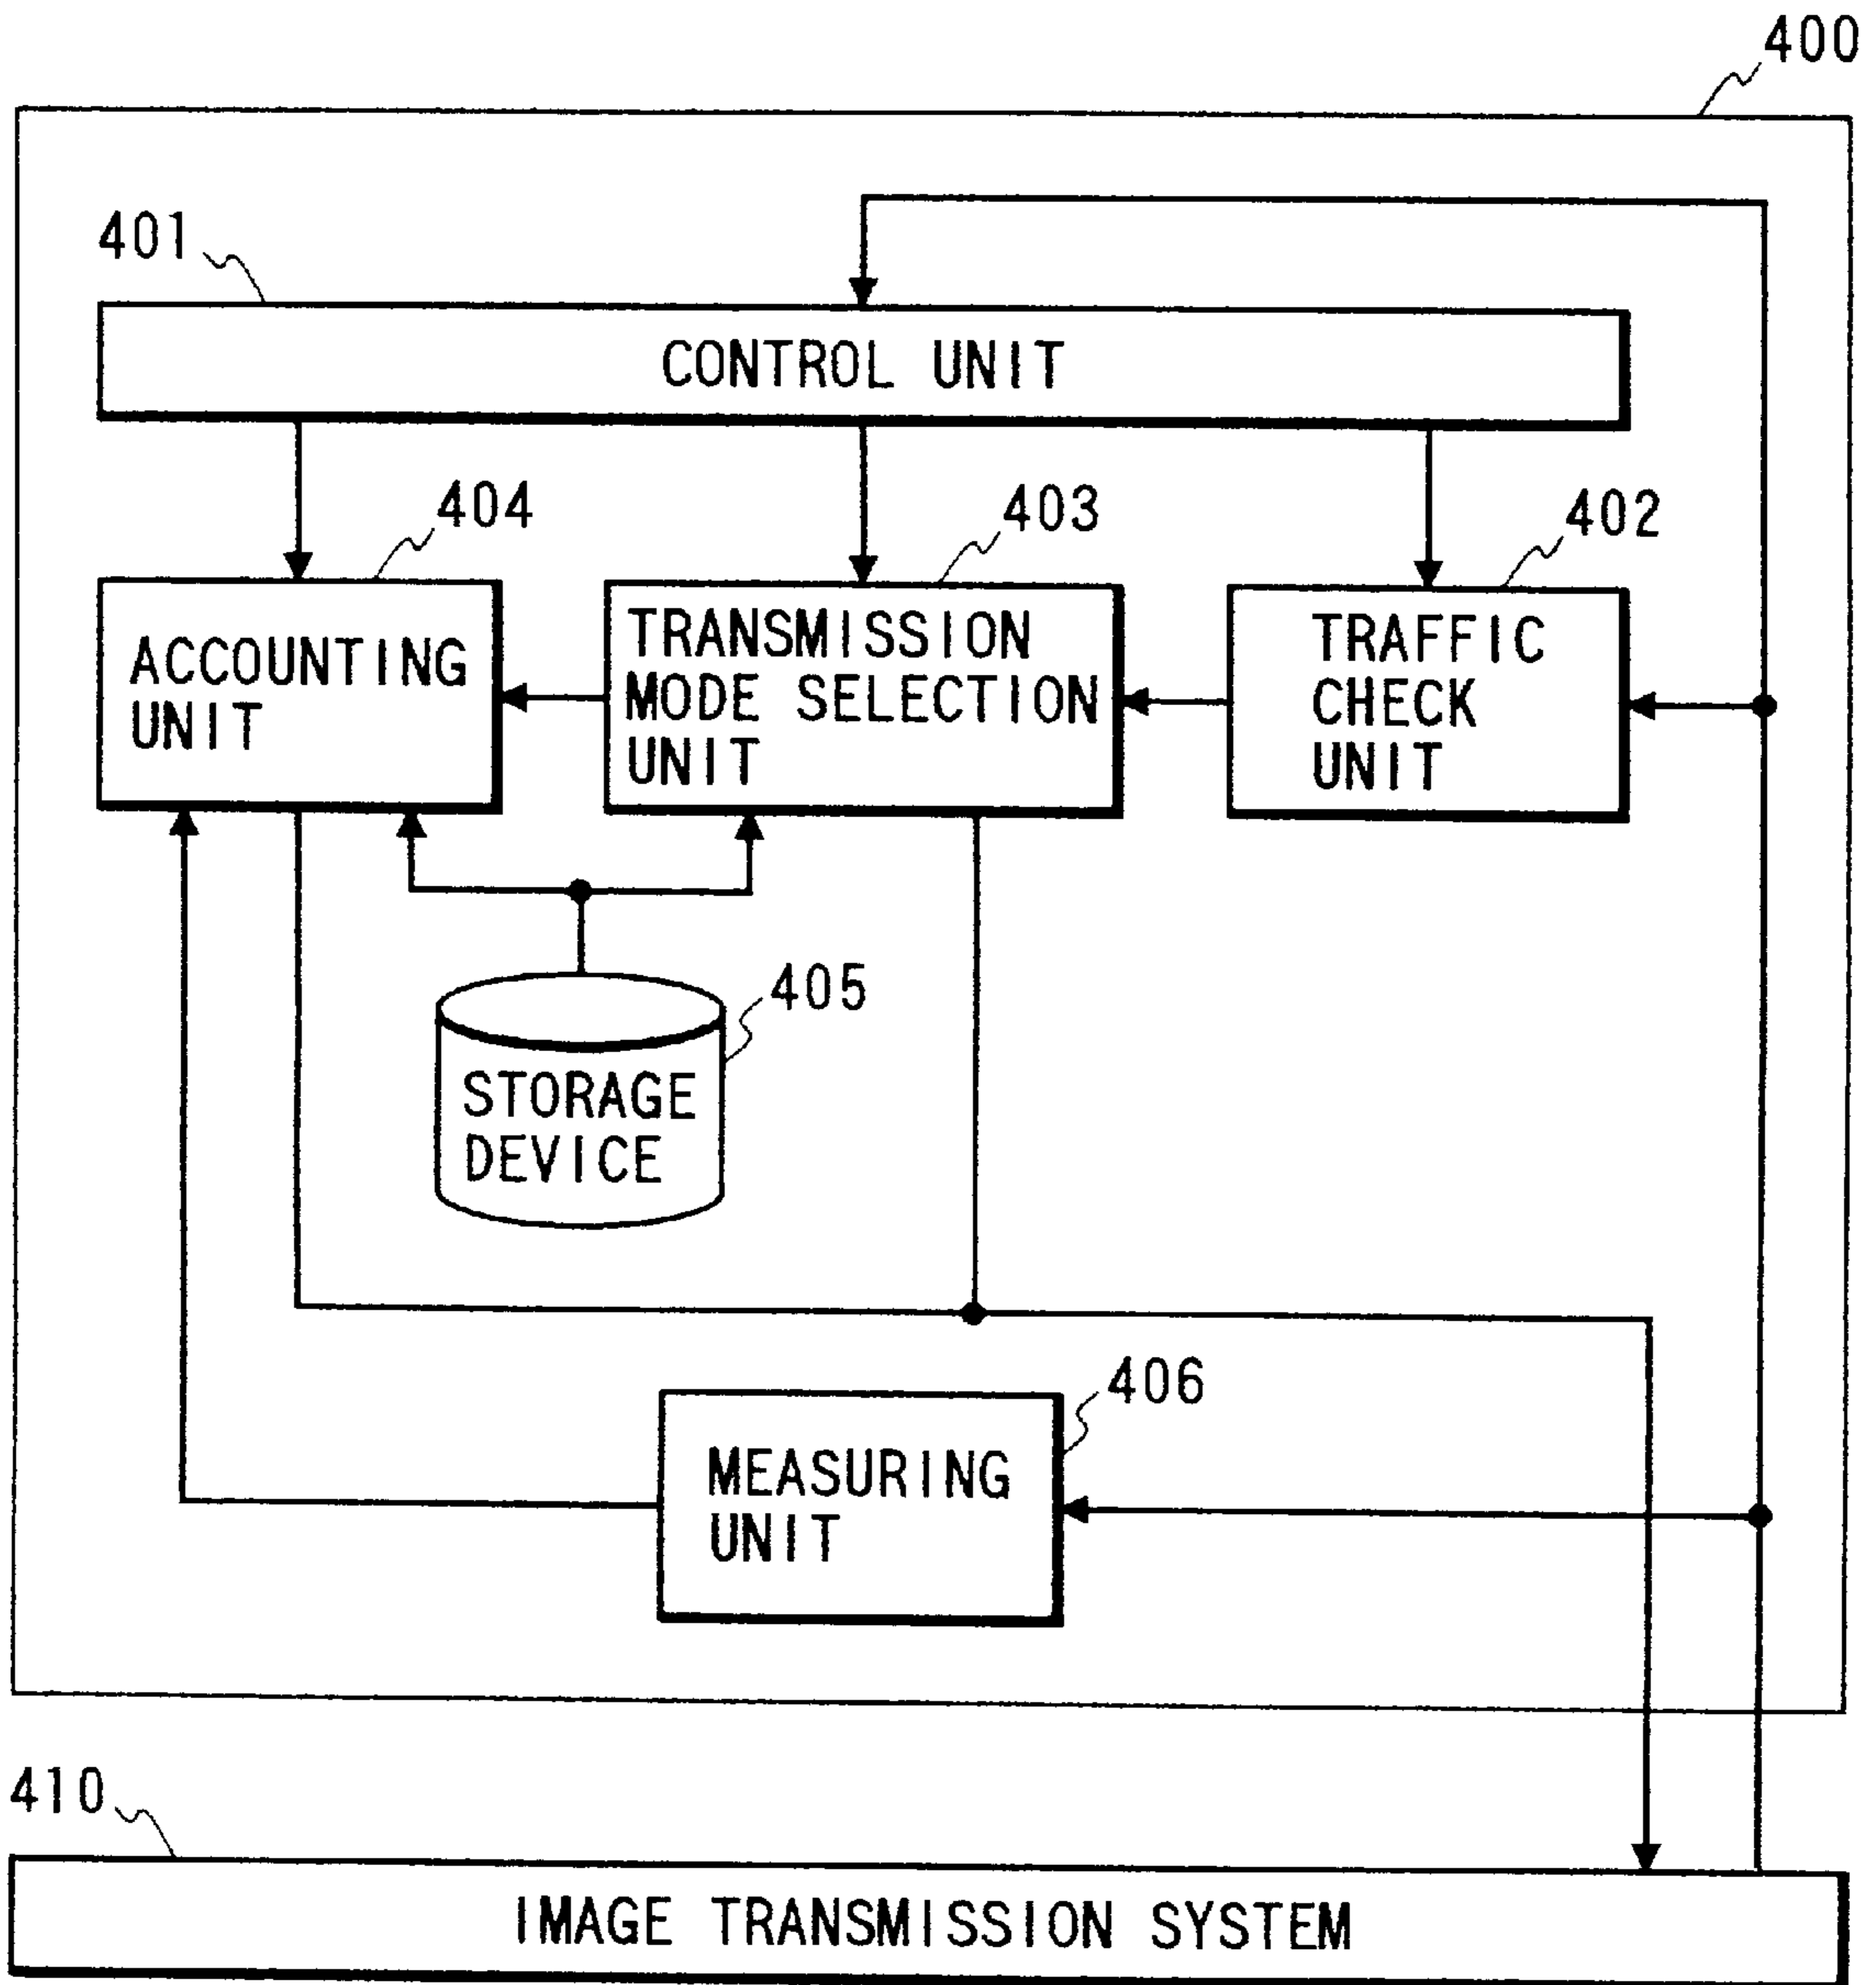 400
401
CONTROL UNIT
404
403
402
ACCOUNTING
UNIT
TRANSMISSION
MODE SELECTION
UNIT
TRAFFIC
CHECK
UNIT
405
STORAGE
DEVICE
406
MEASURING
UNIT
410
IMAGE TRANSMISSION SYSTEM